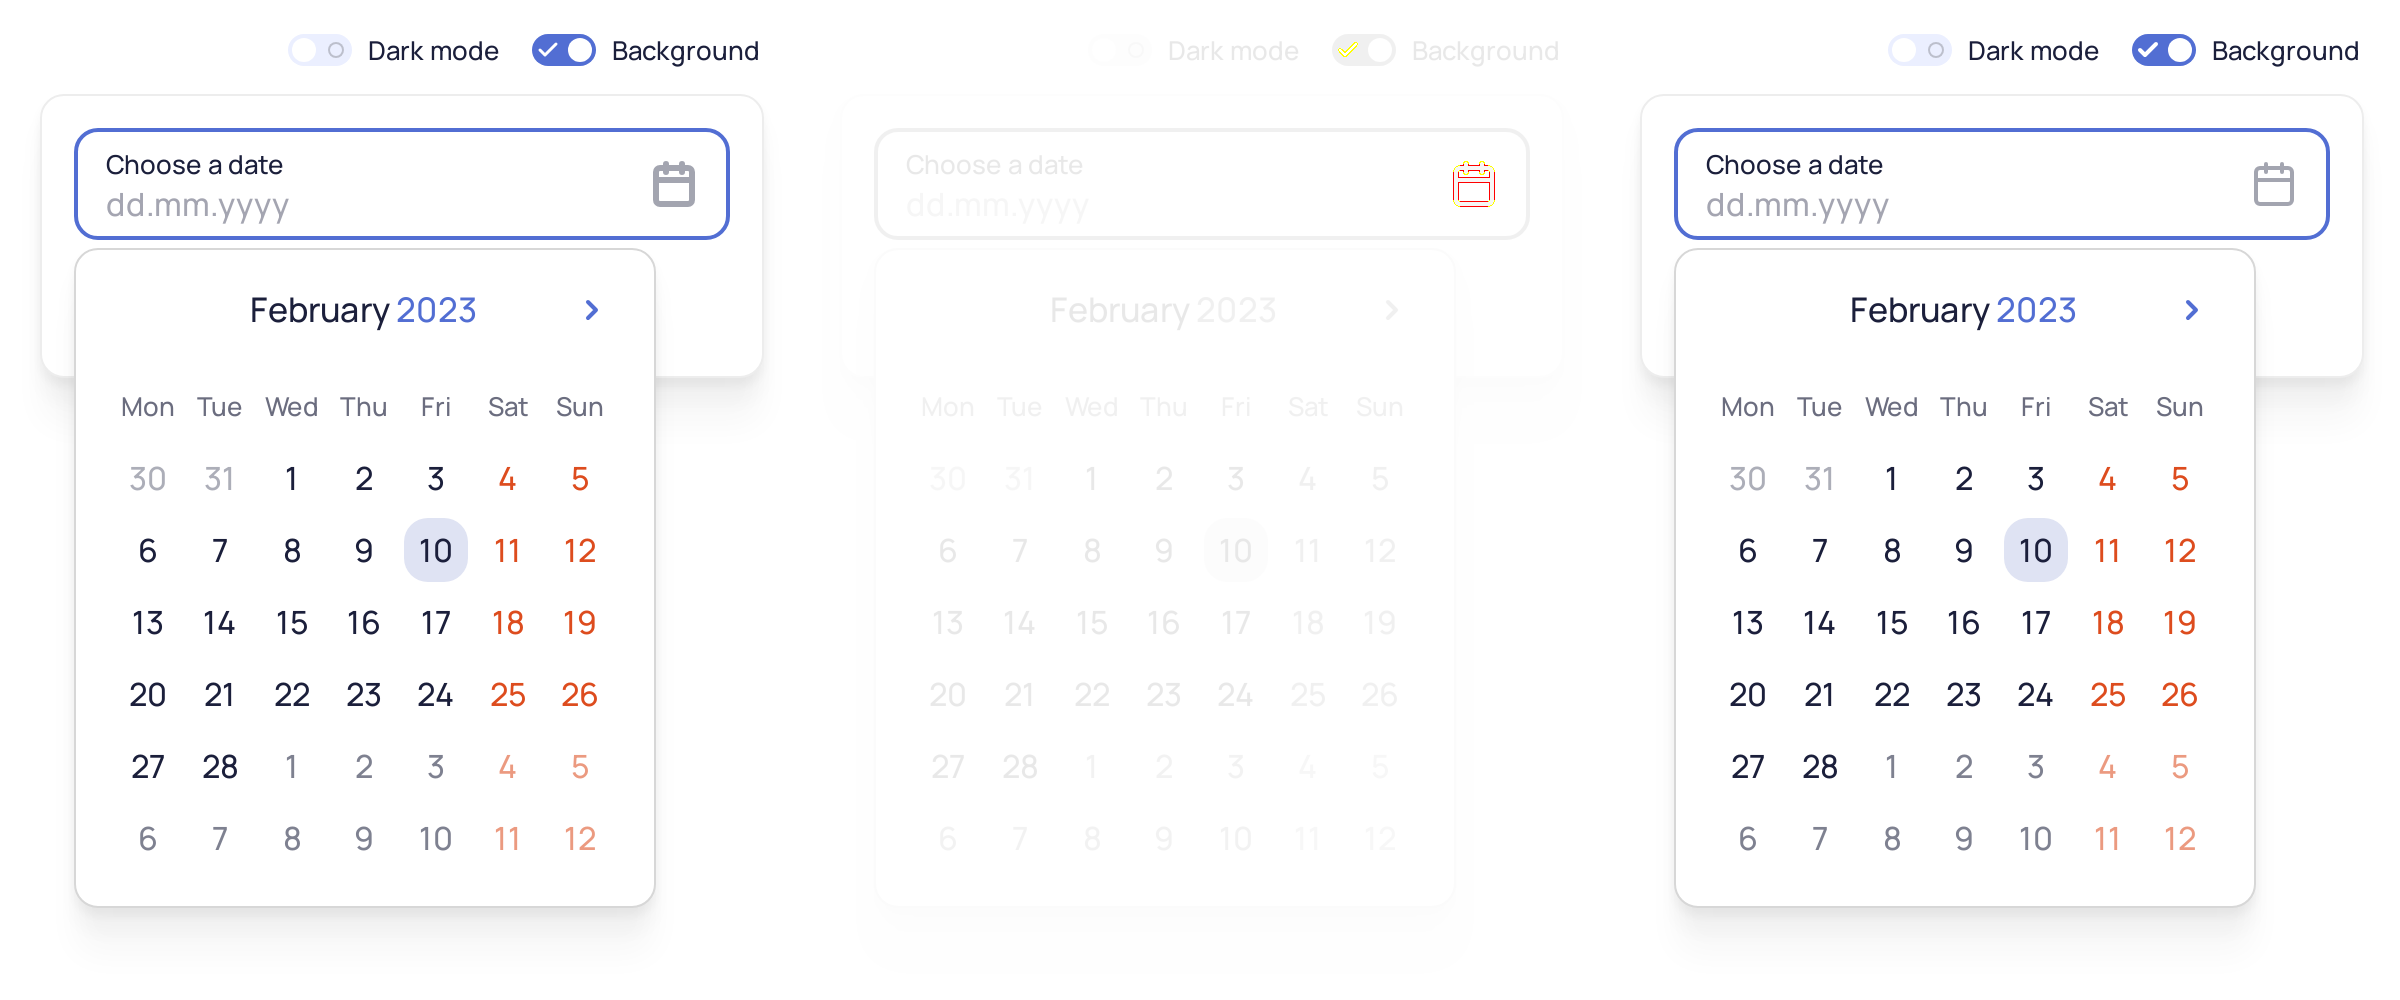 Dark mode Background
Choose a date
dd.mm.yyyy
February 2023
Mon Tue Wed Thu Fri Sat Sun
30 31 1 2 3 4 5
6 7 8 9 10 11 12
13 14 15 16 17 18 19
20 21 22 23 24 25 26
27 28 1 2 3 4 5
6 7 8 9 10 11 12
Dark mode Background
Choose a date
dd.mm.yyyy
February 2023
Mon Tue Wed Thu Fri Sat Sun
30 31 1 2 3 4 5
6 7 8 9 10 11 12
13 14 15 16 17 18 19
20 21 22 23 24 25 26
27 28 1 2 3 4 5
6 7 8 9 10 11 12
Dark mode Background
Choose a date
dd.mm.yyyy
February 2023
Mon Tue Wed Thu Fri Sat Sun
30 31 1 2 3 4 5
6 7 8 9 10 11 12
13 14 15 16 17 18 19
20 21 22 23 24 25 26
27 28 1 2 3 4 5
6 7 8 9 10 11 12